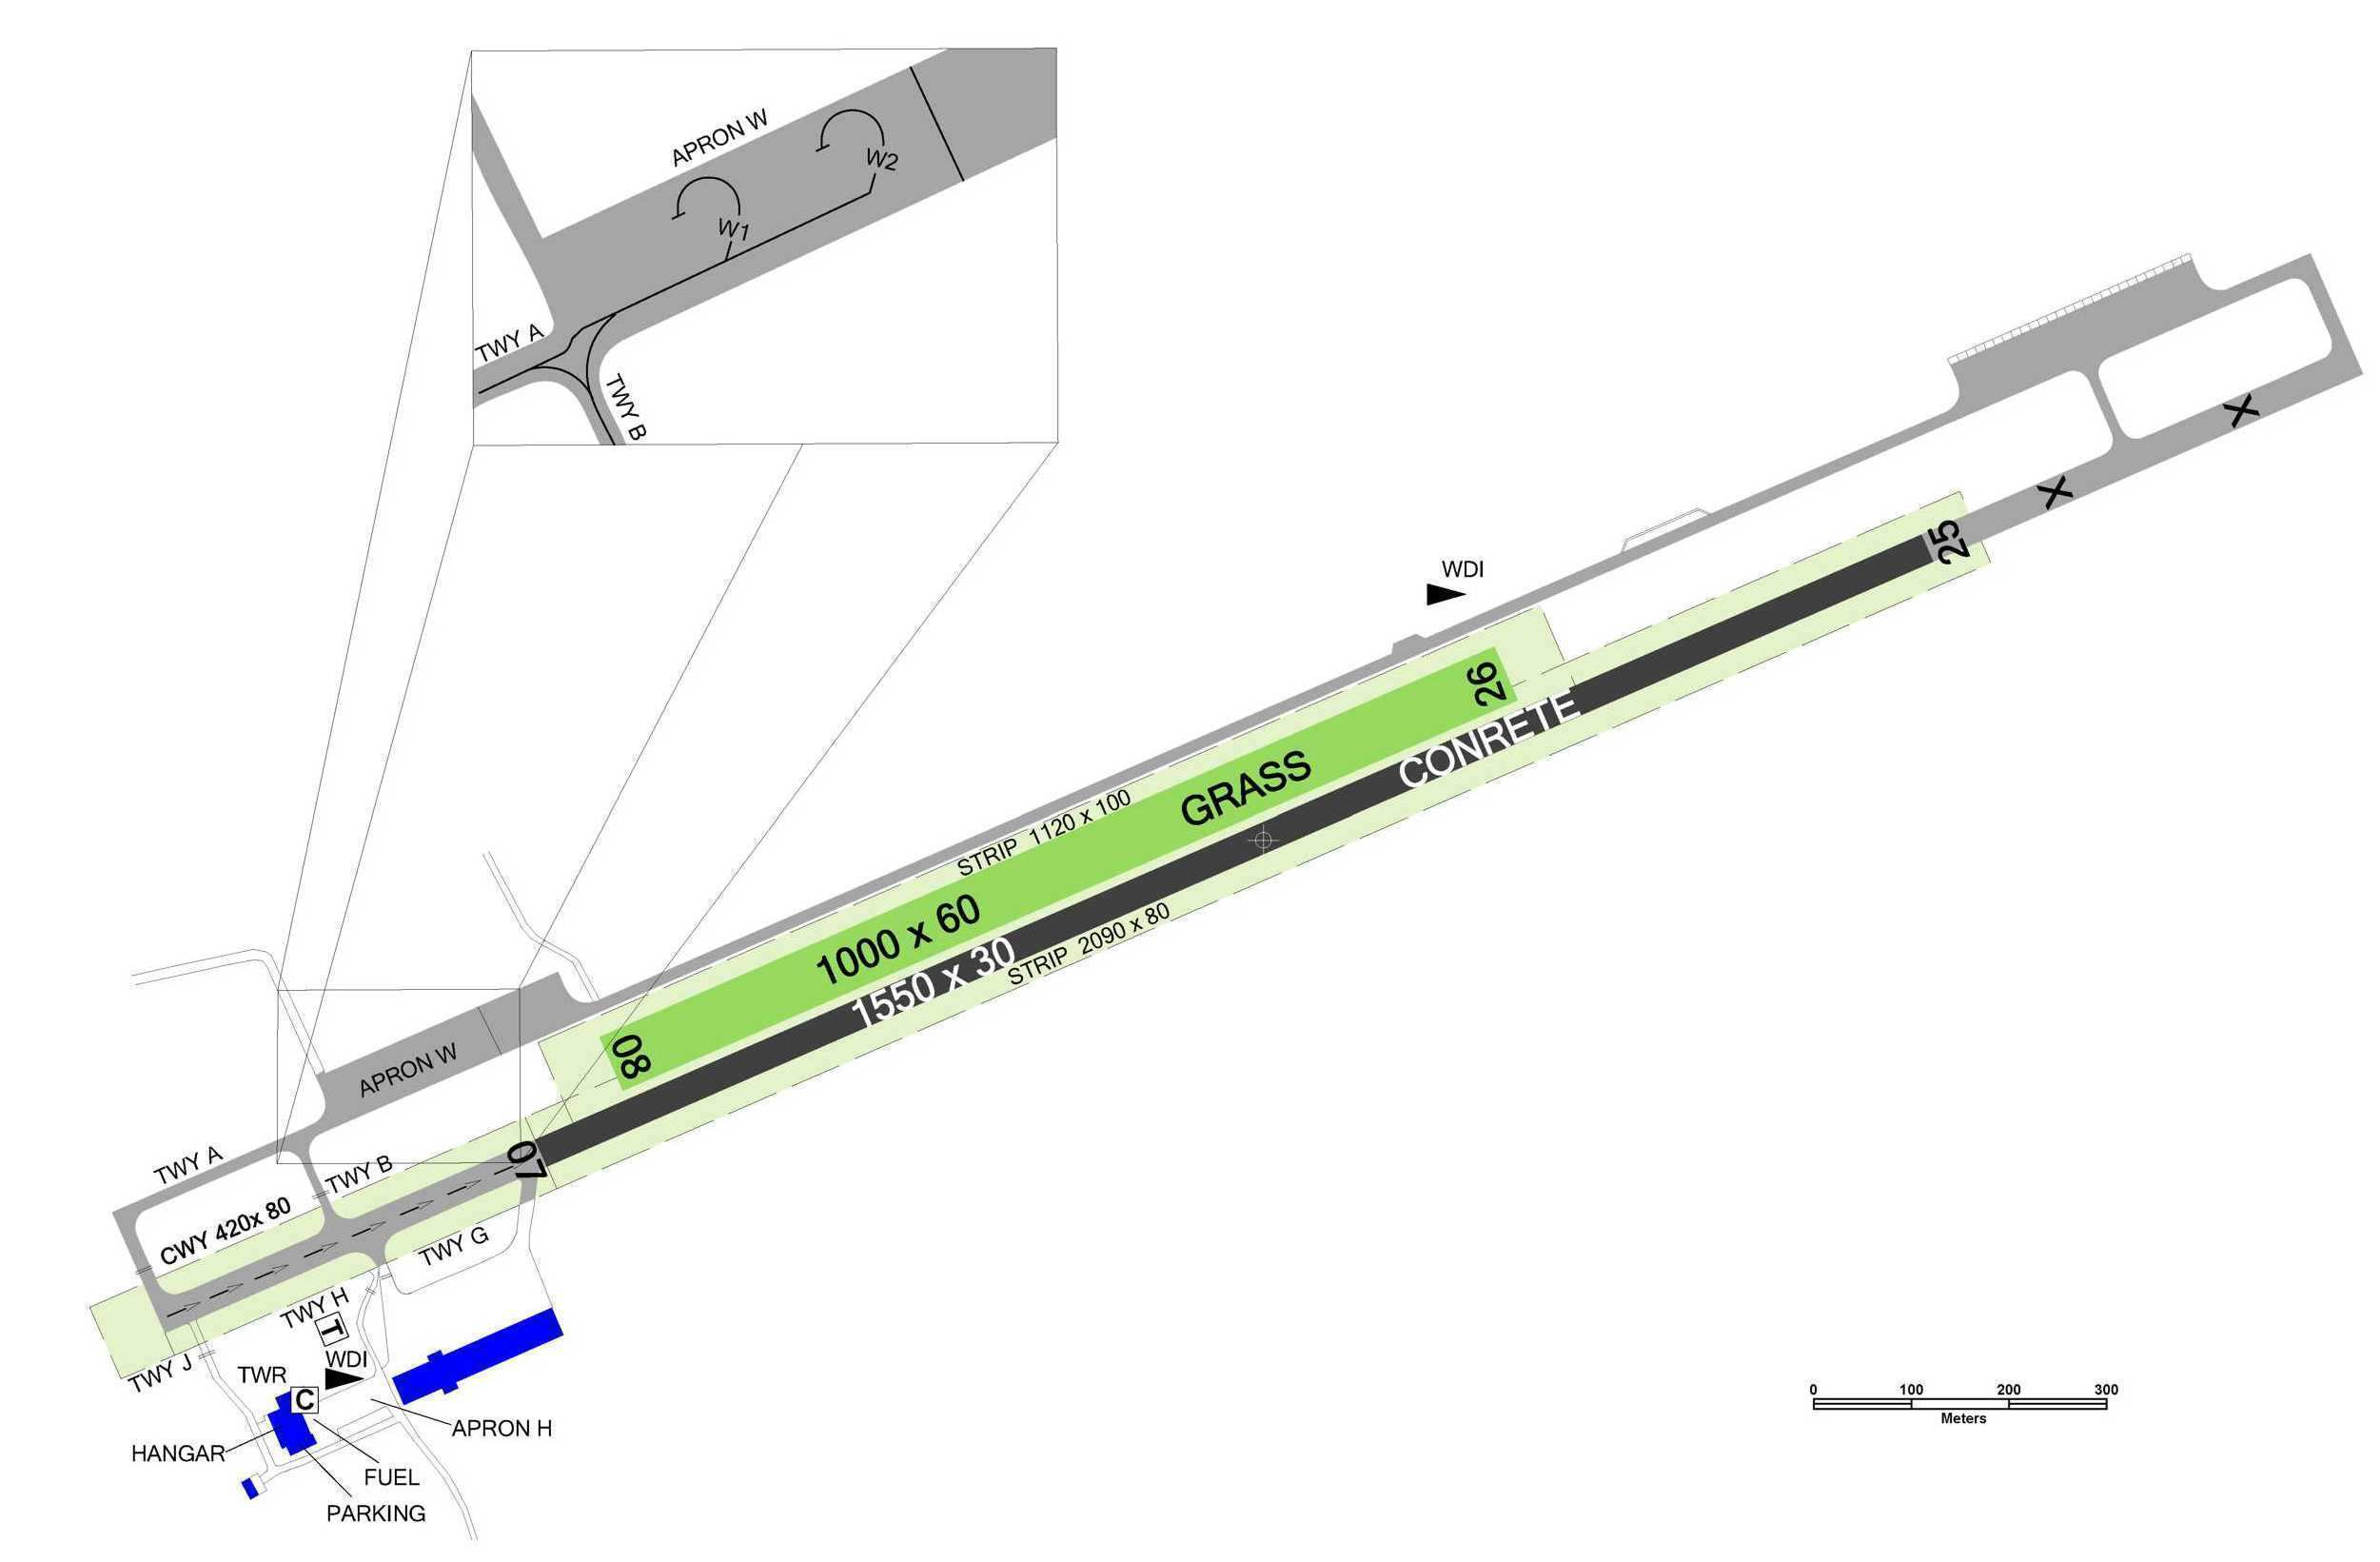 APRON W
W2
W1
TWY A
TWY B
X
X
25
WDI
26
CONRETE
GRASS
STRIP 1120 x 100
1000 x 60
STRIP 2090 x 80
1550 x 30
08
APRON W
07
TWY A
TWY B
CWY 420x 80
TWY G
TWY H
T
TWY J
TWR
WDI
C
APRON H
HANGAR
FUEL
PARKING
0 100 200 300
Meters